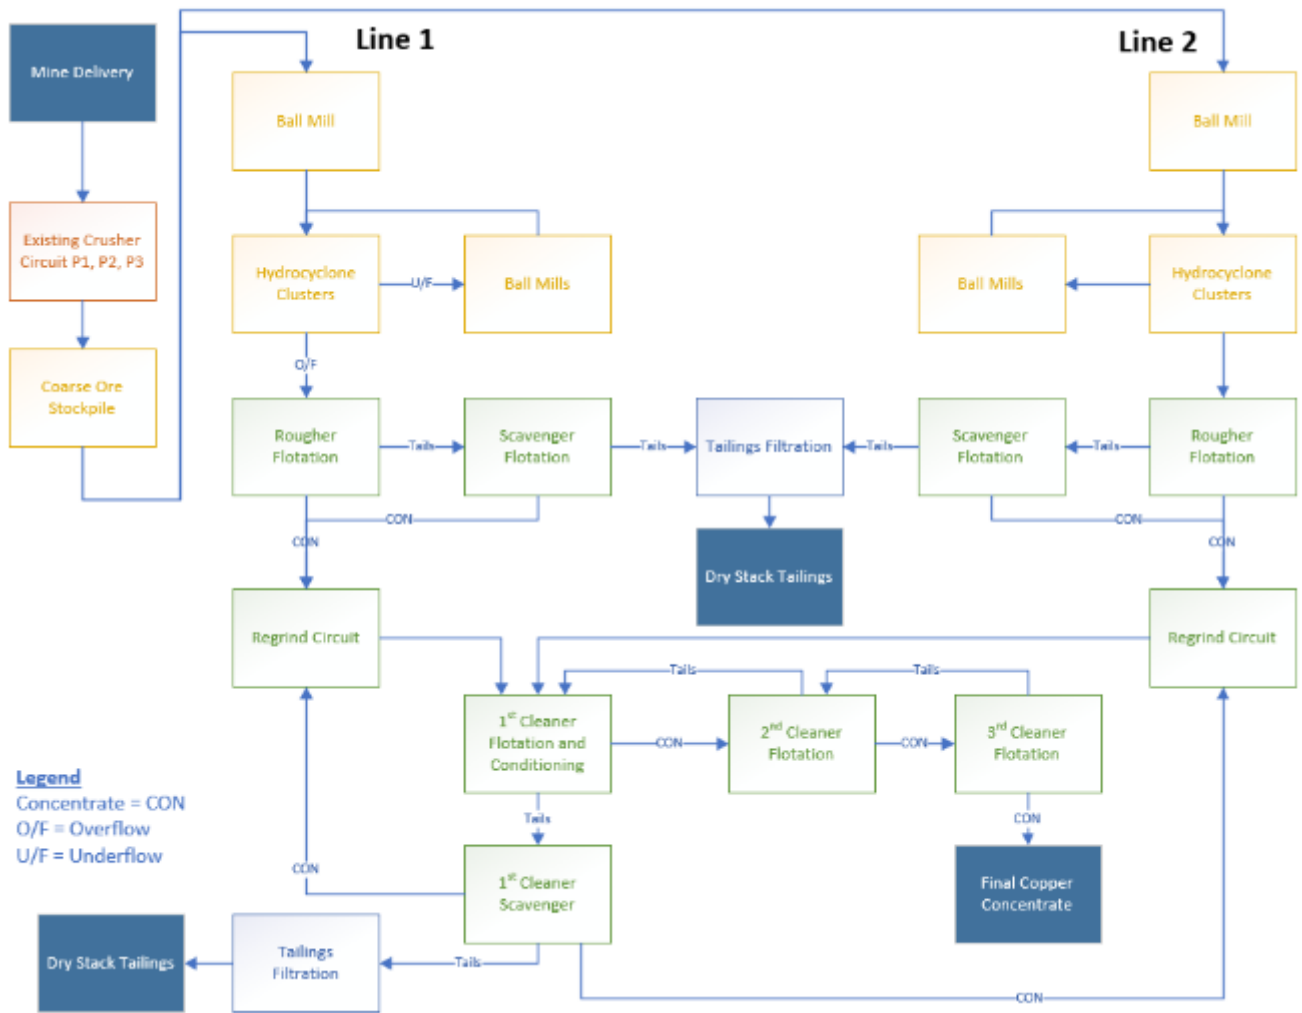 Line 1
Line 2
Mine Delivery
Ball Mill
Ball Mill
Existing Crusher
Circuit P1, P2, P3
Hydrocyclone
Clusters
U/F
Ball Mills
Ball Mills
Hydrocyclone
Clusters
O/F
Coarse Ore
Stockpile
Rougher
Flotation
Tails
Scavenger
Flotation
Tails
Tailings Filtration
Tails
Scavenger
Flotation
Tails
Rougher
Flotation
CON
CON
CON
CON
Dry Stack Tailings
Regrind Circuit
Regrind Circuit
Tails
Tails
1st Cleaner
Flotation and
Conditioning
CON
2nd Cleaner
Flotation
CON
3rd Cleaner
Flotation
Legend
Concentrate = CON
O/F = Overflow
U/F = Underflow
Tails
CON
CON
1st Cleaner
Scavenger
Final Copper
Concentrate
Dry Stack Tailings
Tailings
Filtration
Tails
CON